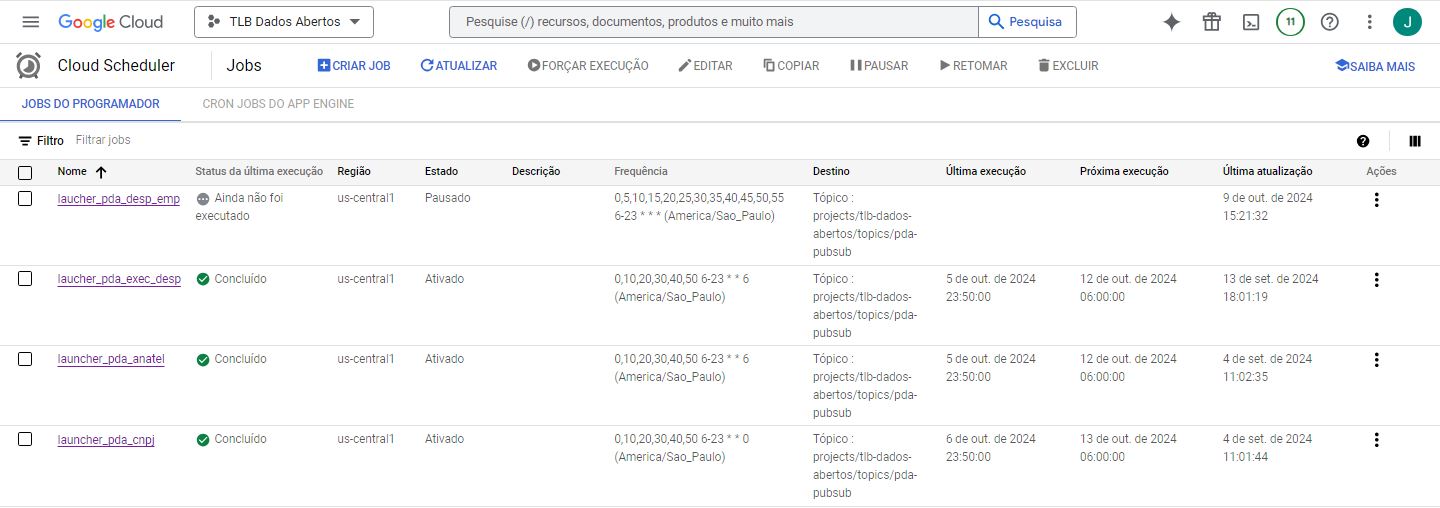 Google Cloud
TLB Dados Abertos
Pesquise (/) recursos, documentos, produtos e muito mais
Pesquisa
11
J
Cloud Scheduler
Jobs
CRIAR JOB
ATUALIZAR
FORÇAR EXECUÇÃO
EDITAR
COPIAR
PAUSAR
RETOMAR
EXCLUIR
SAIBA MAIS
JOBS DO PROGRAMADOR
CRON JOBS DO APP ENGINE
Filtro
Filtrar jobs
Nome
Status da última execução
Região
Estado
Descrição
Frequência
Destino
Última execução
Próxima execução
Última atualização
Ações
laucher_pda_desp_emp
Ainda não foi
executado
us-central1
Pausado
0,5,10,15,20,25,30,35,40,45,50,55
6-23 * * * (America/Sao_Paulo)
Tópico :
projects/tlb-dados-
abertos/topics/pda-
pubsub
9 de out. de 2024
15:21:32
laucher_pda_exec_desp
Concluído
us-central1
Ativado
0,10,20,30,40,50 6-23 * * 6
(America/Sao_Paulo)
Tópico :
projects/tlb-dados-
abertos/topics/pda-
pubsub
5 de out. de 2024
23:50:00
12 de out. de 2024
06:00:00
13 de set. de 2024
18:01:19
launcher_pda_anatel
Concluído
us-central1
Ativado
0,10,20,30,40,50 6-23 * * 6
(America/Sao_Paulo)
Tópico :
projects/tlb-dados-
abertos/topics/pda-
pubsub
5 de out. de 2024
23:50:00
12 de out. de 2024
06:00:00
4 de set. de 2024
11:02:35
launcher_pda_cnpj
Concluído
us-central1
Ativado
0,10,20,30,40,50 6-23 * * 0
(America/Sao_Paulo)
Tópico :
projects/tlb-dados-
abertos/topics/pda-
pubsub
6 de out. de 2024
23:50:00
13 de out. de 2024
06:00:00
4 de set. de 2024
11:01:44